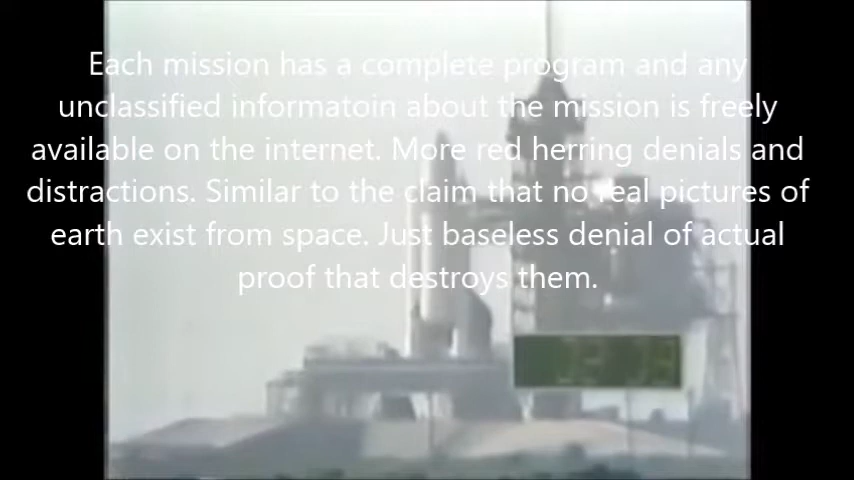 Each mission has a complete program and any
unclassified informatoin about the mission is freely
available on the internet. More red herring denials and
distractions. Similar to the claim that no real pictures of
earth exist from space. Just baseless denial of actual
proof that destroys them.